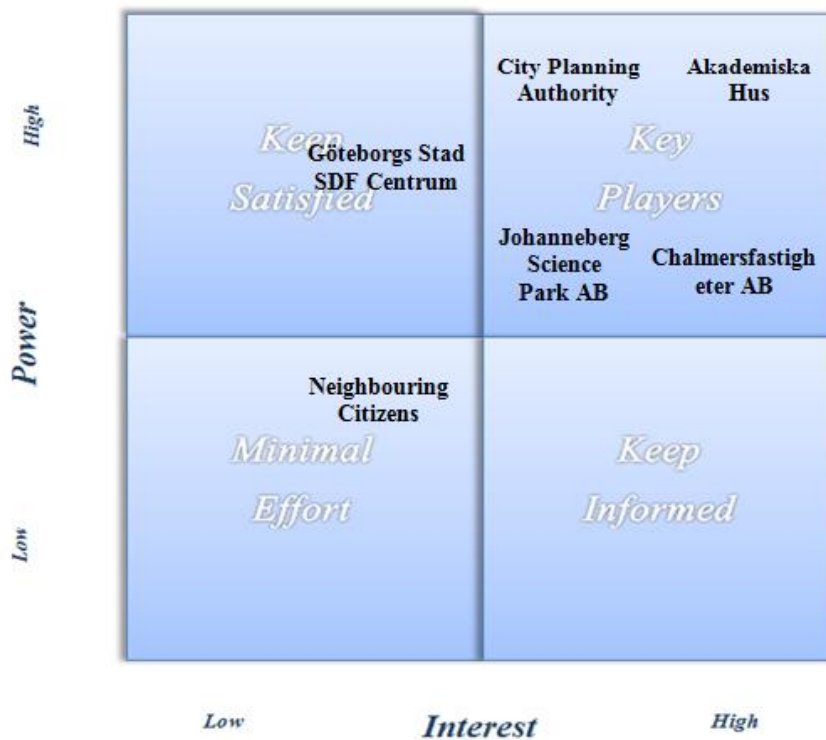 High
Power
Low
Keep
Satisfied
Göteborgs Stad
SDF Centrum
City Planning
Authority
Akademiska
Hus
Key
Players
Johanneberg
Science
Park AB
Chalmersfastigh
eter AB
Neighbouring
Citizens
Minimal
Effort
Keep
Informed
Low
Interest
High